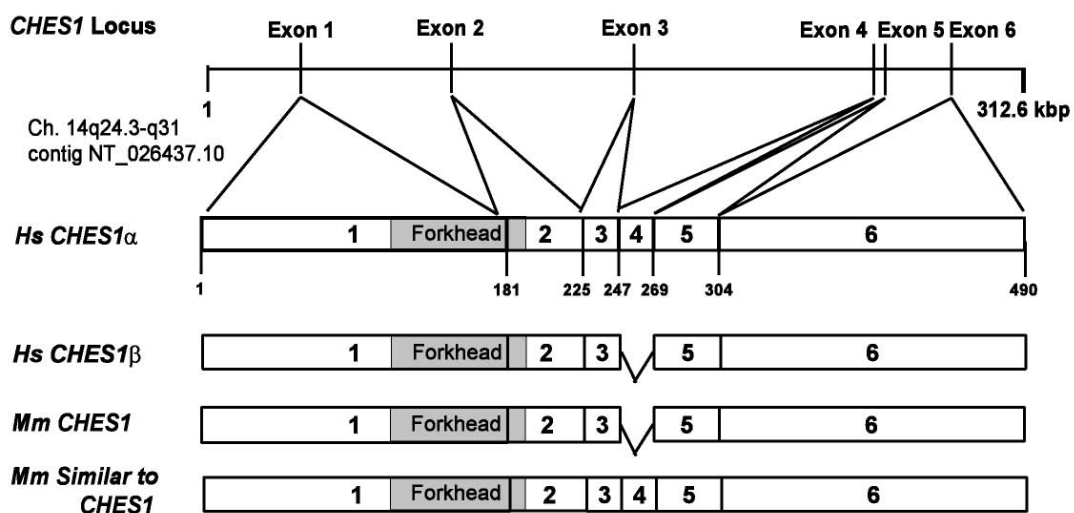 CHES1 Locus
Exon 1 Exon 2 Exon 3 Exon 4 Exon 5 Exon 6
1 312.6 kbp
Ch. 14q24.3-q31
contig NT_026437.10
Hs CHES1α 1 Forkhead 2 3 4 5 6
1 181 225 247 269 304 490
Hs CHES1β 1 Forkhead 2 3 5 6
Mm CHES1 1 Forkhead 2 3 5 6
Mm Similar to
CHES1 1 Forkhead 2 3 4 5 6